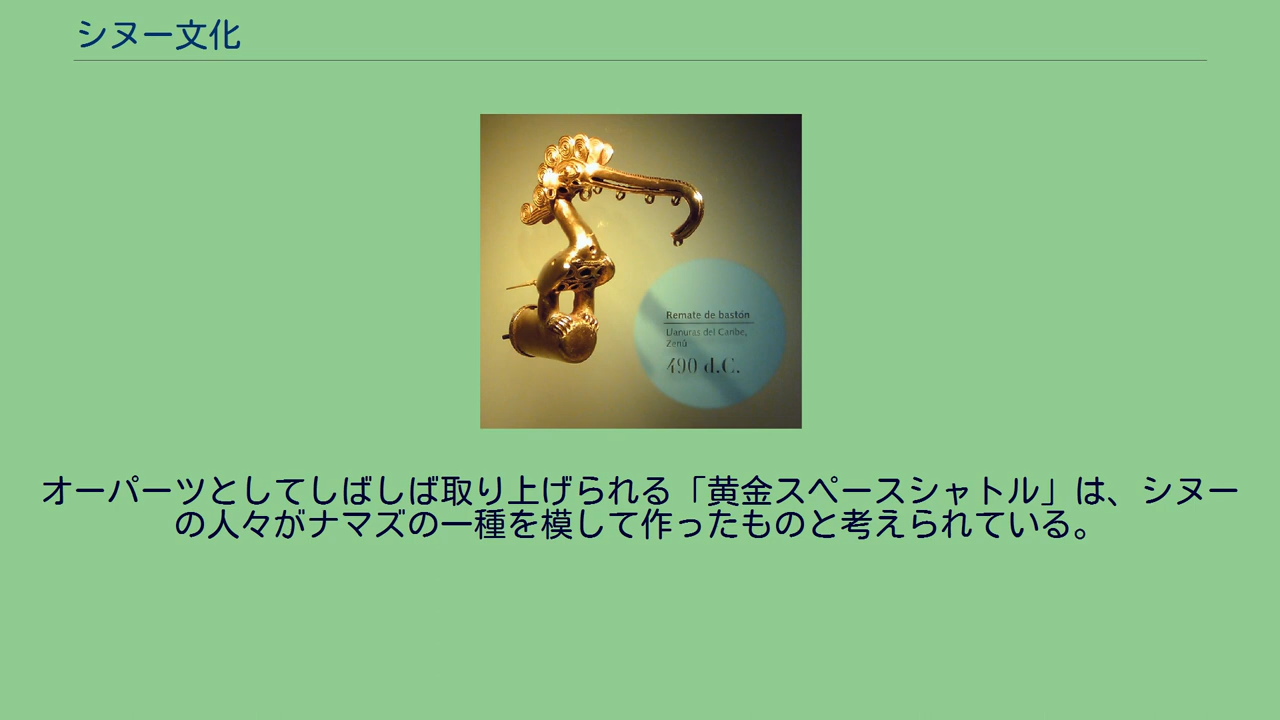 シヌー文化
Remate de bastón
Llanuras del Caribe,
Zenú
490 d.C.
オーパーツとしてしばしば取り上げられる「黄金スペースシャトル」は、シヌー
の人々がナマズの一種を模して作ったものと考えられている。